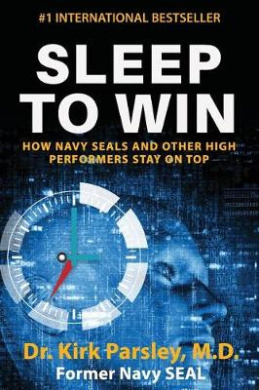 #1 INTERNATIONAL BESTSELLER
SLEEP
TO WIN
HOW NAVY SEALS AND OTHER HIGH
PERFORMERS STAY ON TOP
Dr. Kirk Parsley, M.D.
Former Navy SEAL